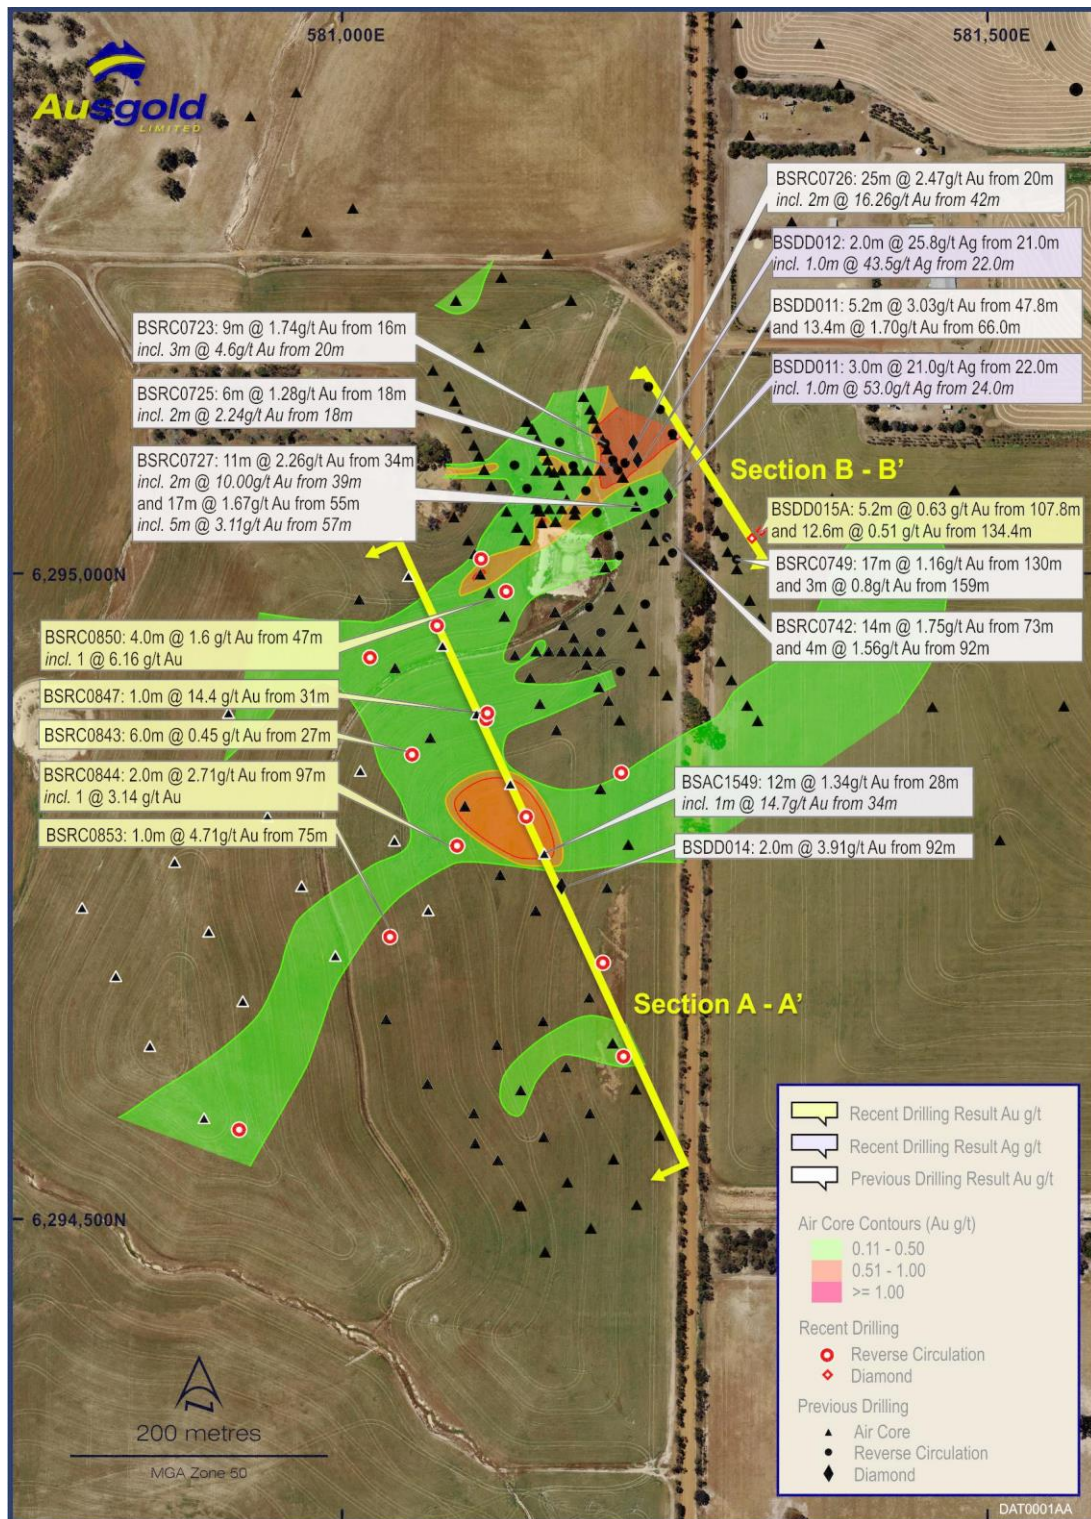 581,000E
581,500E
Ausgold
LIMITED
BSRC0726: 25m @ 2.47g/t Au from 20m
incl. 2m @ 16.26g/t Au from 42m
BSDD012: 2.0m @ 25.8g/t Ag from 21.0m
incl. 1.0m @ 43.5g/t Ag from 22.0m
BSDD011: 5.2m @ 3.03g/t Au from 47.8m
and 13.4m @ 1.70g/t Au from 66.0m
BSDD011: 3.0m @ 21.0g/t Ag from 22.0m
incl. 1.0m @ 53.0g/t Ag from 24.0m
BSRC0723: 9m @ 1.74g/t Au from 16m
incl. 3m @ 4.6g/t Au from 20m
BSRC0725: 6m @ 1.28g/t Au from 18m
incl. 2m @ 2.24g/t Au from 18m
BSRC0727: 11m @ 2.26g/t Au from 34m
incl. 2m @ 10.00g/t Au from 39m
and 17m @ 1.67g/t Au from 55m
incl. 5m @ 3.11g/t Au from 57m
Section B - B'
BSDD015A: 5.2m @ 0.63 g/t Au from 107.8m
and 12.6m @ 0.51 g/t Au from 134.4m
BSRC0749: 17m @ 1.16g/t Au from 130m
and 3m @ 0.8g/t Au from 159m
BSRC0742: 14m @ 1.75g/t Au from 73m
and 4m @ 1.56g/t Au from 92m
6,295,000N
BSRC0850: 4.0m @ 1.6 g/t Au from 47m
incl. 1 @ 6.16 g/t Au
BSRC0847: 1.0m @ 14.4 g/t Au from 31m
BSRC0843: 6.0m @ 0.45 g/t Au from 27m
BSRC0844: 2.0m @ 2.71g/t Au from 97m
incl. 1 @ 3.14 g/t Au
BSRC0853: 1.0m @ 4.71g/t Au from 75m
BSAC1549: 12m @ 1.34g/t Au from 28m
incl. 1m @ 14.7g/t Au from 34m
BSDD014: 2.0m @ 3.91g/t Au from 92m
Section A - A'
6,294,500N
Recent Drilling Result Au g/t
Recent Drilling Result Ag g/t
Previous Drilling Result Au g/t
Air Core Contours (Au g/t)
0.11 - 0.50
0.51 - 1.00
>= 1.00
Recent Drilling
Reverse Circulation
Diamond
Previous Drilling
Air Core
Reverse Circulation
Diamond
200 metres
MGA Zone 50
DAT0001AA